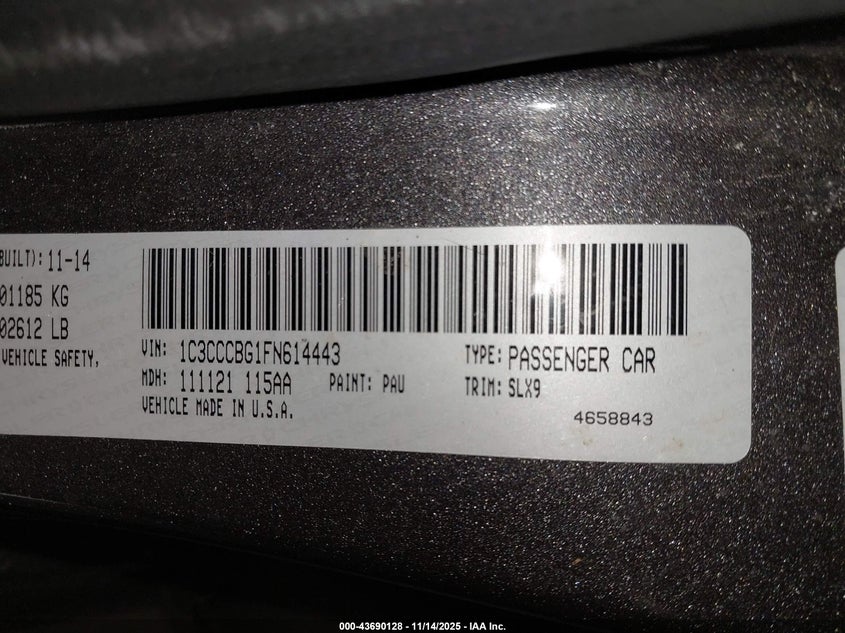 BUILT): 11-14
01185 KG
02612 LB
VEHICLE SAFETY,
VIN: 1C3CCCBG1FN614443
TYPE: PASSENGER CAR
MDH: 111121 115AA PAINT: PAU
TRIM: SLX9
VEHICLE MADE IN U.S.A.
4658843
000-43690128 - 11/14/2025 - IAA Inc.